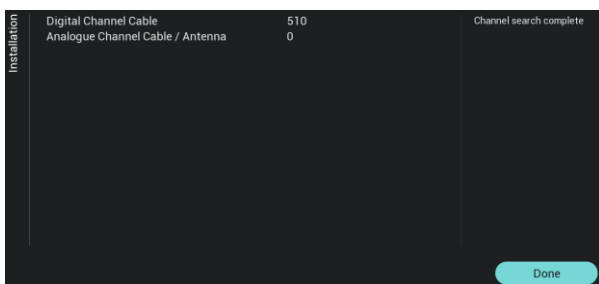 Installation
Digital Channel Cable 510
Analogue Channel Cable / Antenna 0
Channel search complete
Done